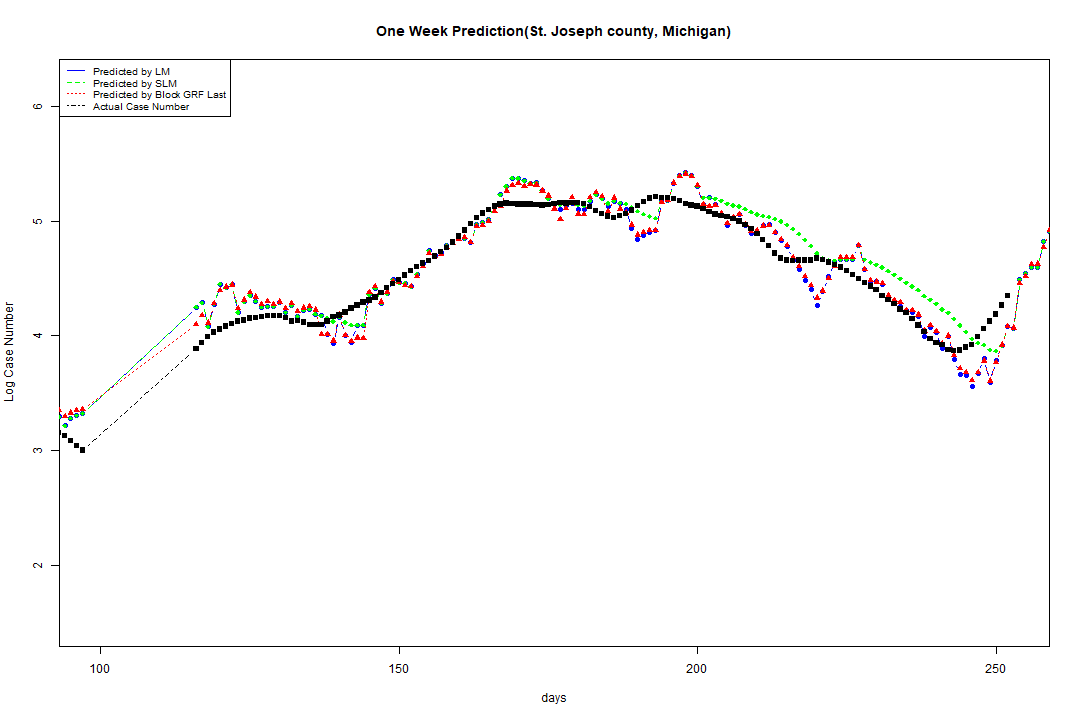 One Week Prediction(St. Joseph county, Michigan)
Predicted by LM
Predicted by SLM
Predicted by Block GRF Last
Actual Case Number
6
5
4
3
2
Log Case Number
100 150 200 250
days